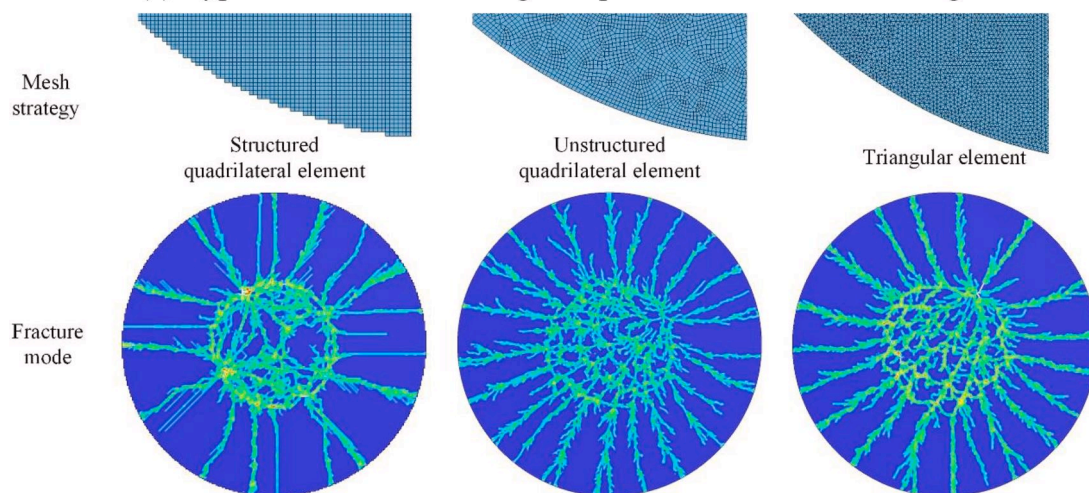 Mesh
strategy
Structured
quadrilateral element
Unstructured
quadrilateral element
Triangular element
Fracture
mode